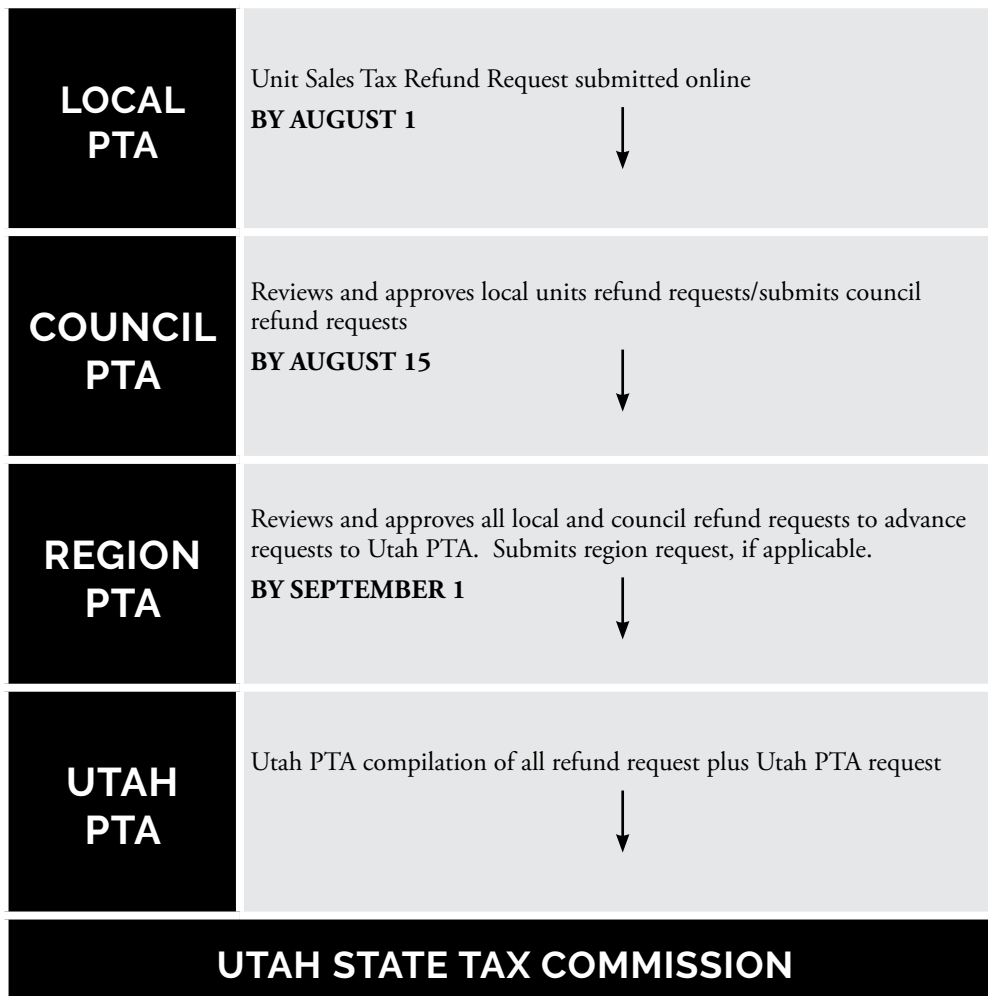 LOCAL
PTA
Unit Sales Tax Refund Request submitted online
BY AUGUST 1
COUNCIL
PTA
Reviews and approves local units refund requests/submits council
refund requests
BY AUGUST 15
REGION
PTA
Reviews and approves all local and council refund requests to advance
requests to Utah PTA.  Submits region request, if applicable.
BY SEPTEMBER 1
UTAH
PTA
Utah PTA compilation of all refund request plus Utah PTA request
UTAH STATE TAX COMMISSION